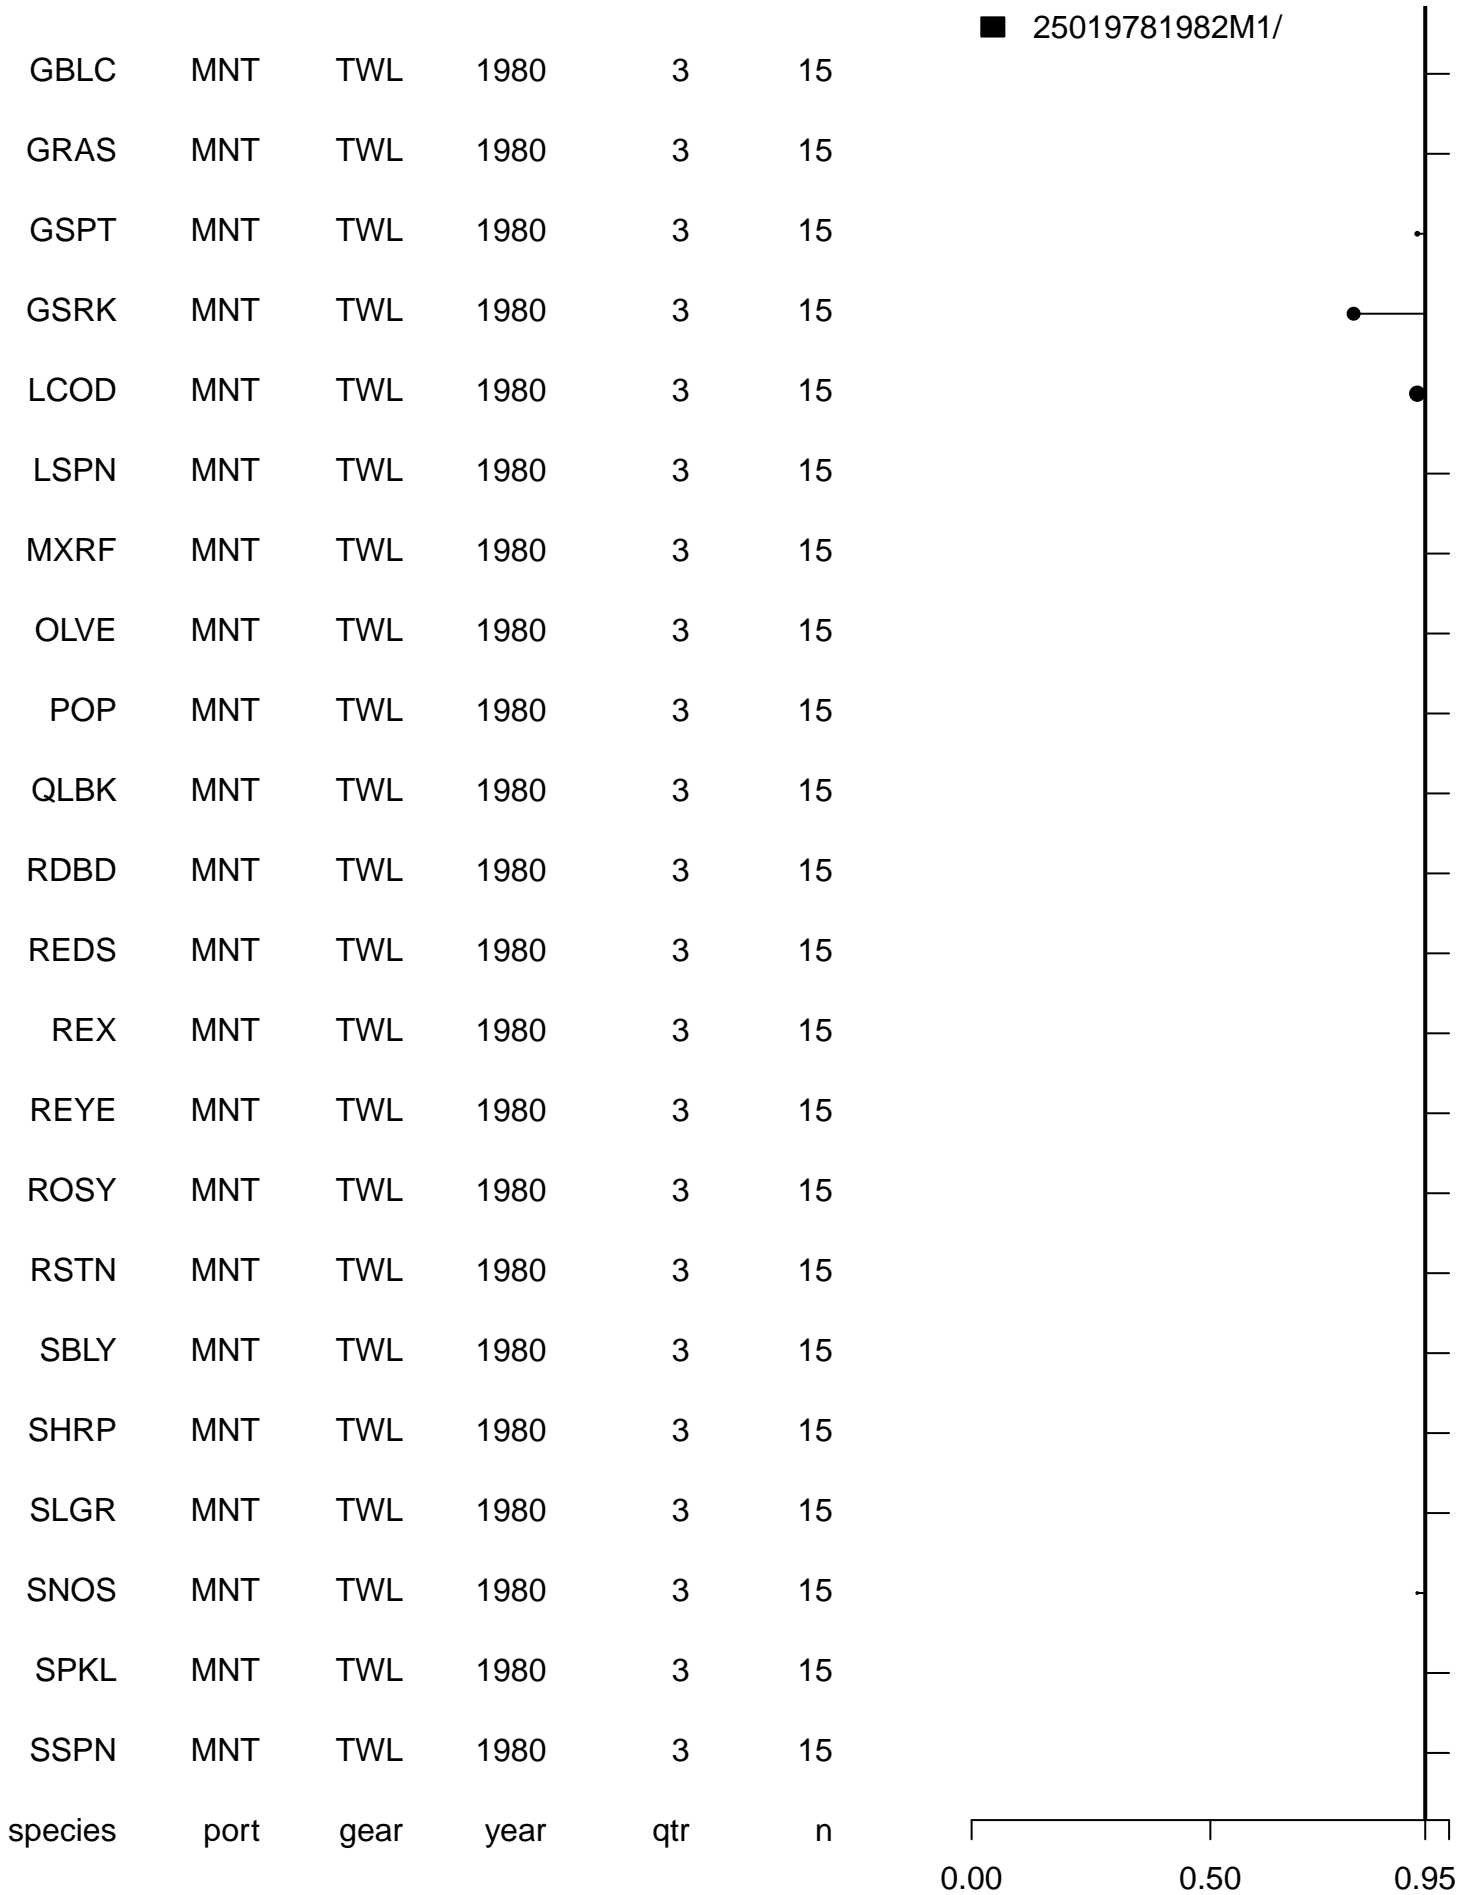 25019781982M1/
GBLC MNT TWL 1980 3 15
GRAS MNT TWL 1980 3 15
GSPT MNT TWL 1980 3 15
GSRK MNT TWL 1980 3 15
LCOD MNT TWL 1980 3 15
LSPN MNT TWL 1980 3 15
MXRF MNT TWL 1980 3 15
OLVE MNT TWL 1980 3 15
POP MNT TWL 1980 3 15
QLBK MNT TWL 1980 3 15
RDBD MNT TWL 1980 3 15
REDS MNT TWL 1980 3 15
REX MNT TWL 1980 3 15
REYE MNT TWL 1980 3 15
ROSY MNT TWL 1980 3 15
RSTN MNT TWL 1980 3 15
SBLY MNT TWL 1980 3 15
SHRP MNT TWL 1980 3 15
SLGR MNT TWL 1980 3 15
SNOS MNT TWL 1980 3 15
SPKL MNT TWL 1980 3 15
SSPN MNT TWL 1980 3 15
species port gear year qtr n
0.00 0.50 0.95